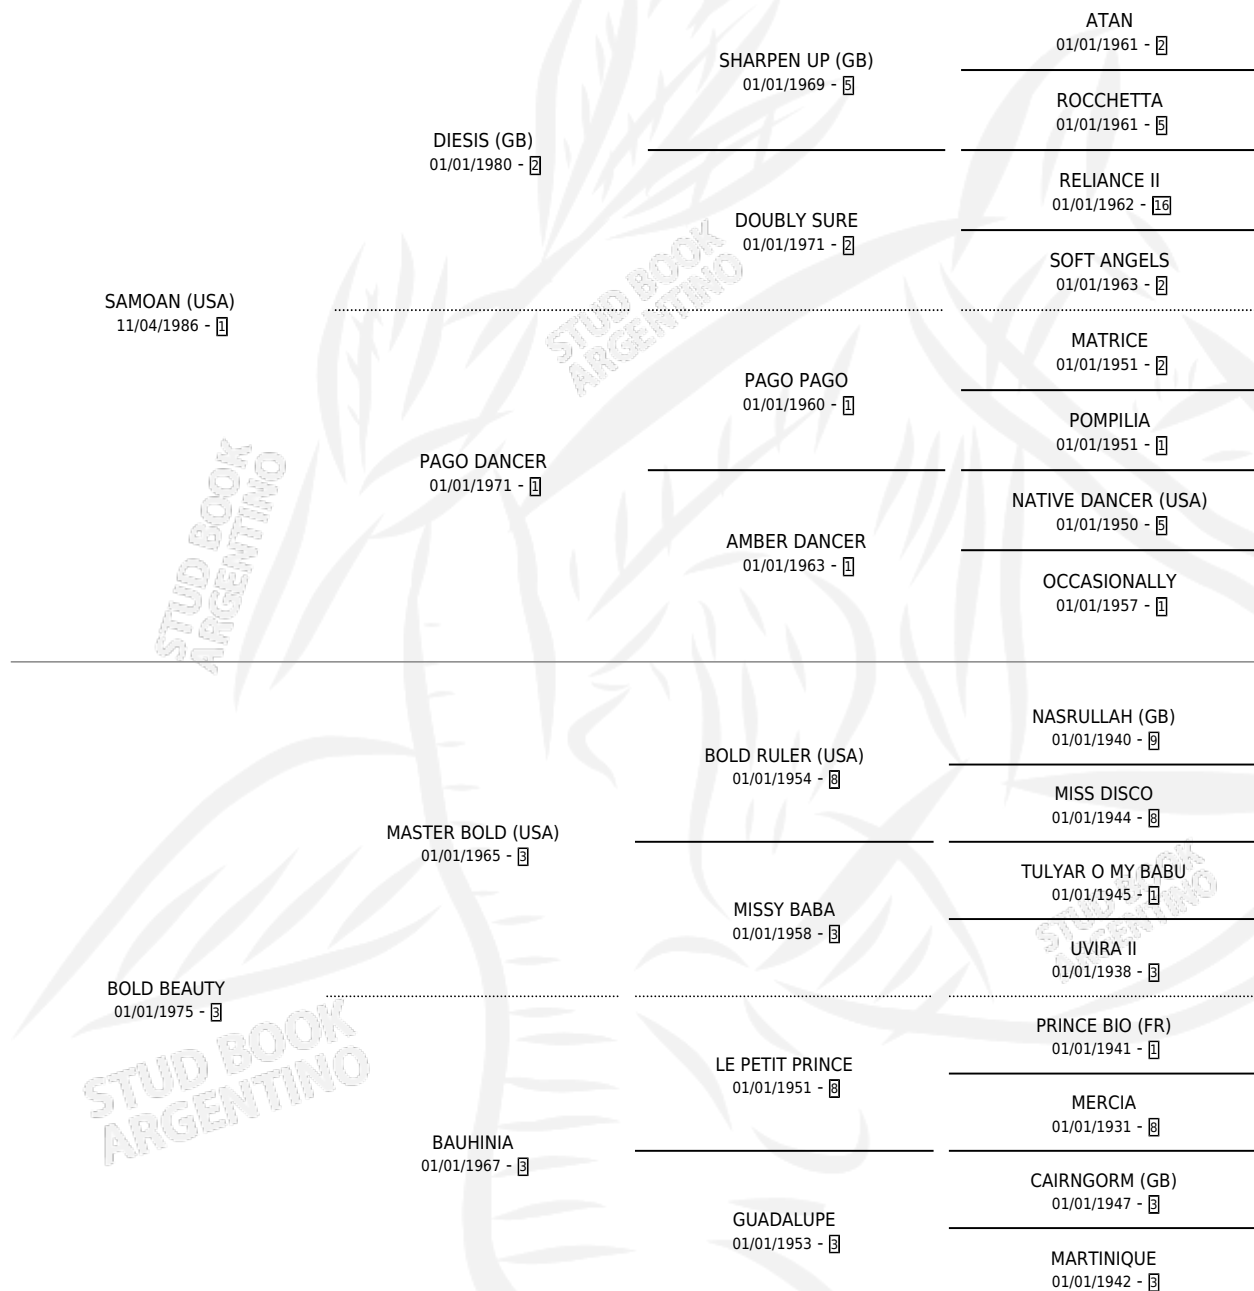 ATAN
01/01/1961 - 2
SHARPEN UP (GB)
01/01/1969 - 5
ROCCHETTA
01/01/1961 - 5
DIESIS (GB)
01/01/1980 - 2
RELIANCE II
01/01/1962 - 16
DOUBLY SURE
01/01/1971 - 2
SOFT ANGELS
01/01/1963 - 2
SAMOAN (USA)
11/04/1986 - 1
MATRICE
01/01/1951 - 2
PAGO PAGO
01/01/1960 - 1
POMPILIA
01/01/1951 - 1
PAGO DANCER
01/01/1971 - 1
NATIVE DANCER (USA)
01/01/1950 - 5
AMBER DANCER
01/01/1963 - 1
OCCASIONALLY
01/01/1957 - 1
NASRULLAH (GB)
01/01/1940 - 9
BOLD RULER (USA)
01/01/1954 - 8
MISS DISCO
01/01/1944 - 8
MASTER BOLD (USA)
01/01/1965 - 3
TULYAR O MY BABU
01/01/1945 - 1
MISSY BABA
01/01/1958 - 3
UVIRA II
01/01/1938 - 3
BOLD BEAUTY
01/01/1975 - 3
PRINCE BIO (FR)
01/01/1941 - 1
LE PETIT PRINCE
01/01/1951 - 8
MERCIA
01/01/1931 - 8
BAUHINIA
01/01/1967 - 3
CAIRNGORM (GB)
01/01/1947 - 3
GUADALUPE
01/01/1953 - 3
MARTINIQUE
01/01/1942 - 3
STUD BOOK
ARGENTINO
STUD BOOK
ARGENTINO
STUD BOOK
ARGENTINO
STUD BOOK
ARGENTINO